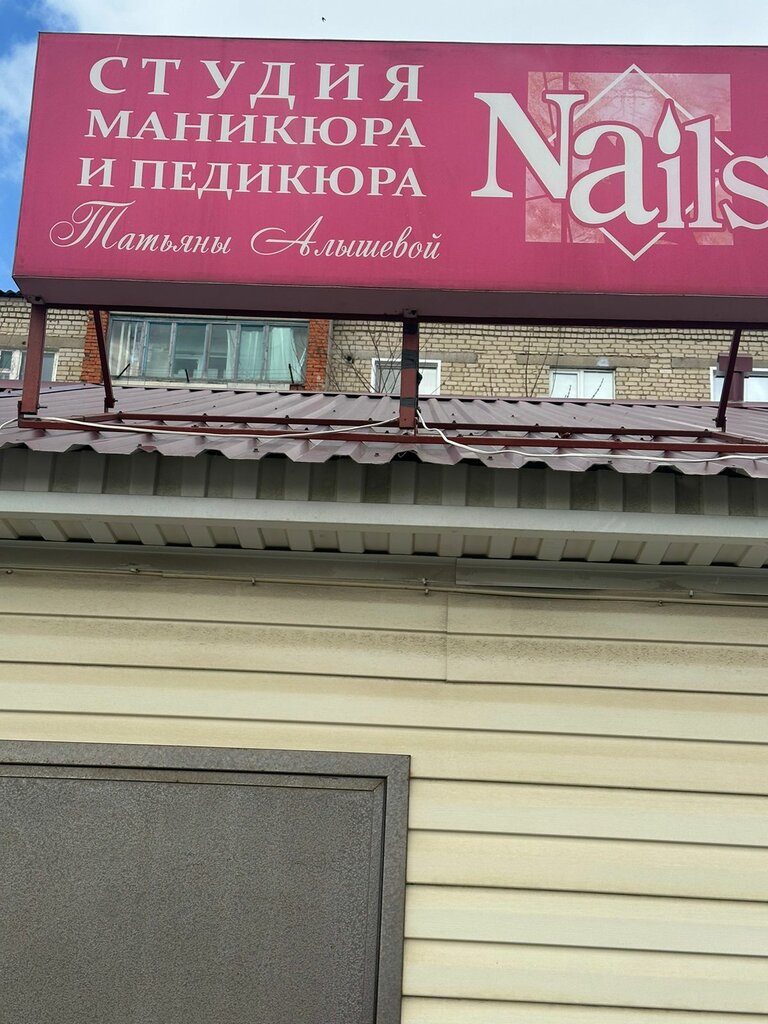 СТУДИЯ
МАНИКЮРА
И ПЕДИКЮРА
Татьяны Алышевой
Nails